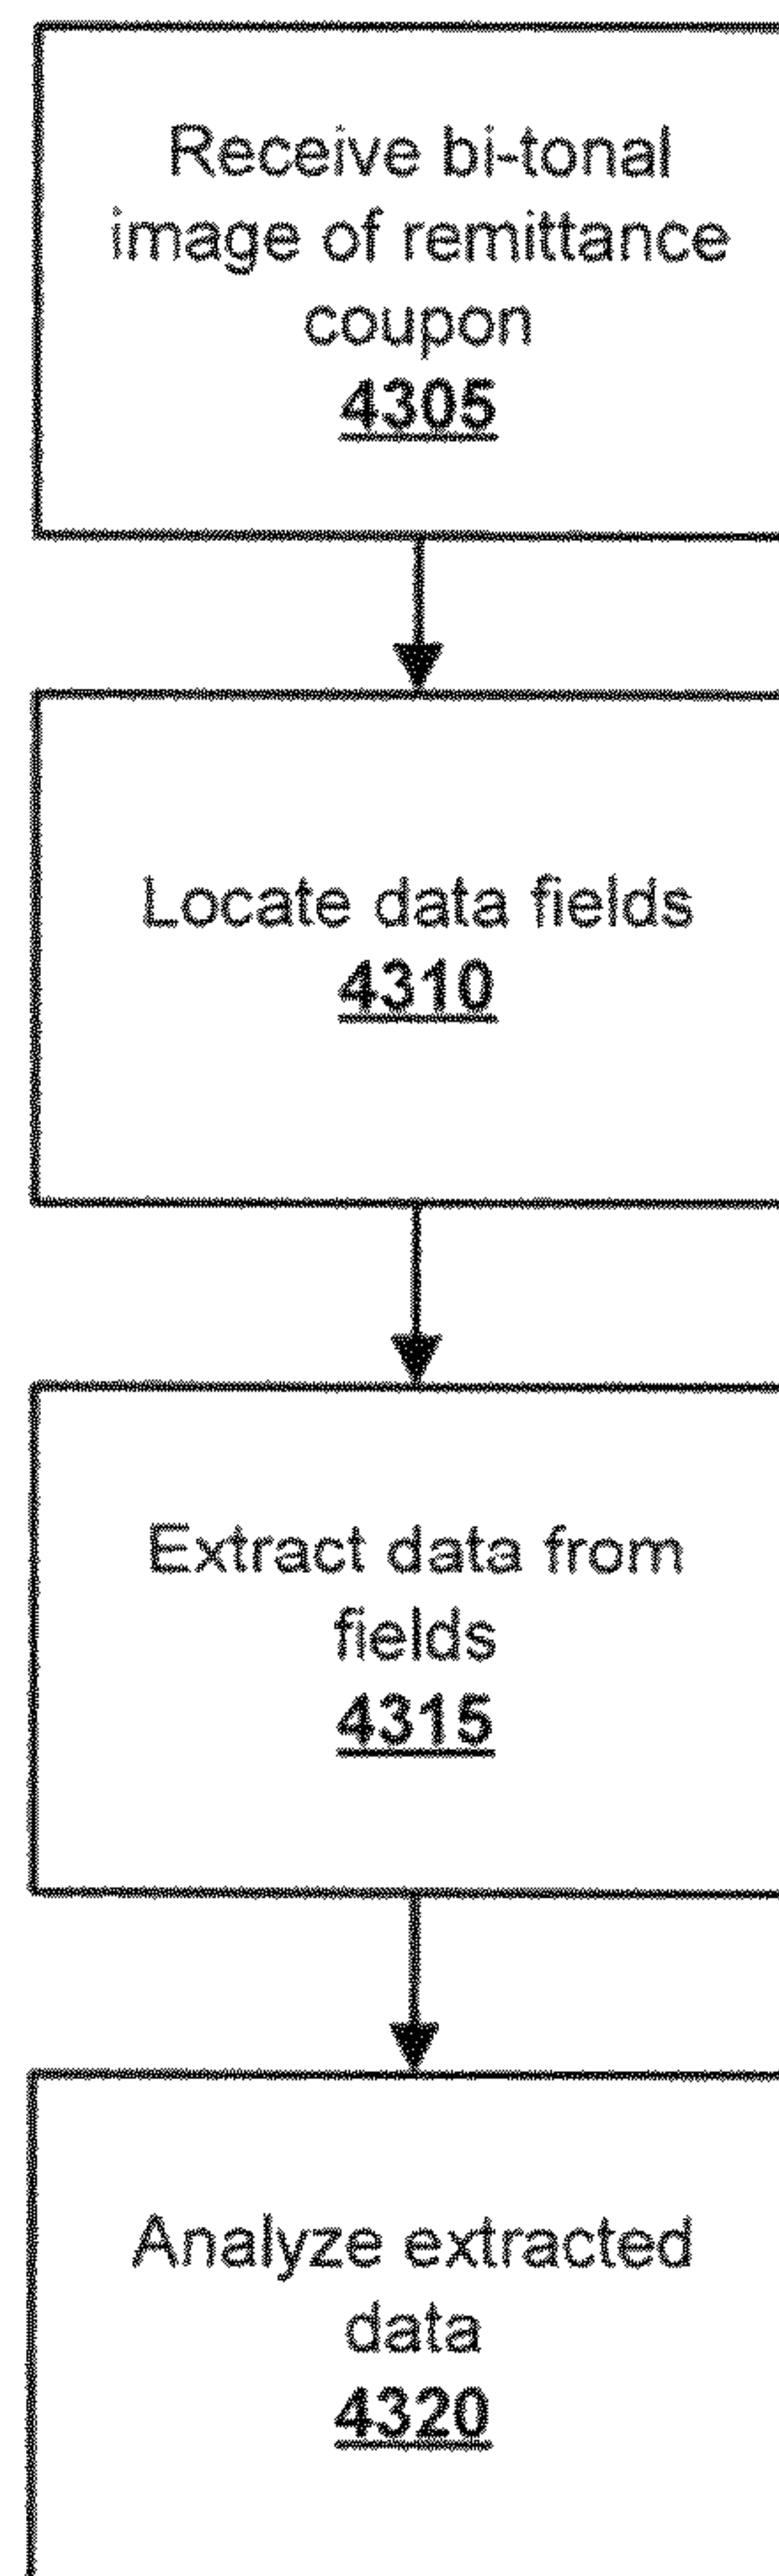 Receive bi-tonal
image of remittance
coupon
4305
Locate data fields
4310
Extract data from
fields
4315
Analyze extracted
data
4320